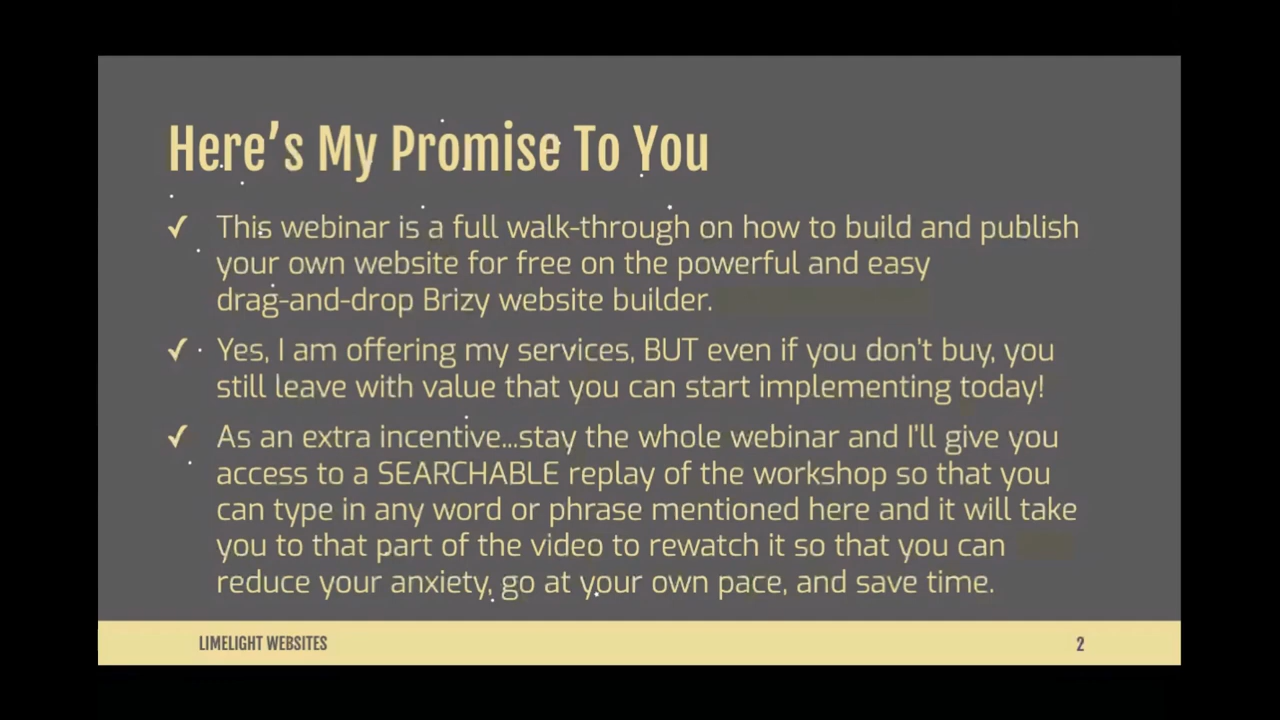 Here's My Promise To You
✓ This webinar is a full walk-through on how to build and publish
your own website for free on the powerful and easy
drag-and-drop Brizy website builder.
✓ Yes, I am offering my services, BUT even if you don't buy, you
still leave with value that you can start implementing today!
✓ As an extra incentive...stay the whole webinar and I'll give you
access to a SEARCHABLE replay of the workshop so that you
can type in any word or phrase mentioned here and it will take
you to that part of the video to rewatch it so that you can
reduce your anxiety, go at your own pace, and save time.
LIMELIGHT WEBSITES
2